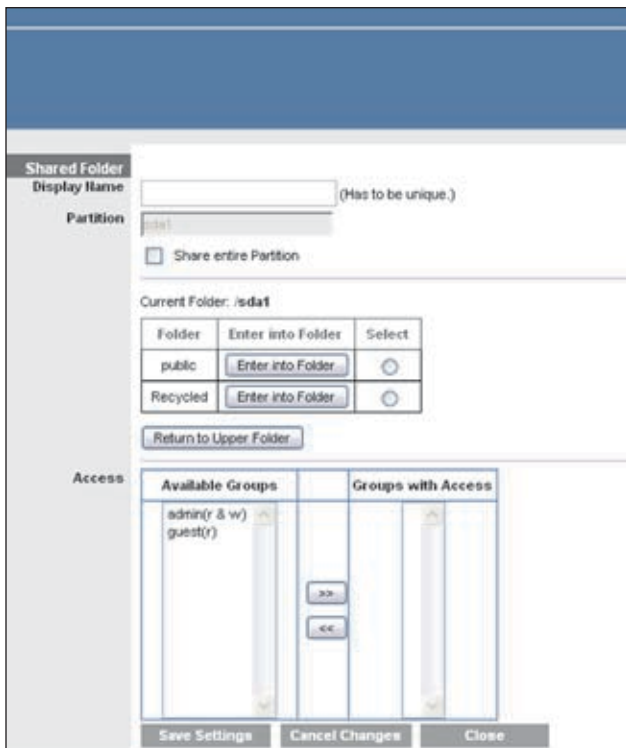 Shared Folder
Display Name (Has to be unique.)
Partition sda1
Share entire Partition
Current Folder: /sda1
Folder Enter into Folder Select
public Enter into Folder
Recycled Enter into Folder
Return to Upper Folder
Access Available Groups Groups with Access
admin(r & w)
guest(r)
>>
<<
Save Settings Cancel Changes Close